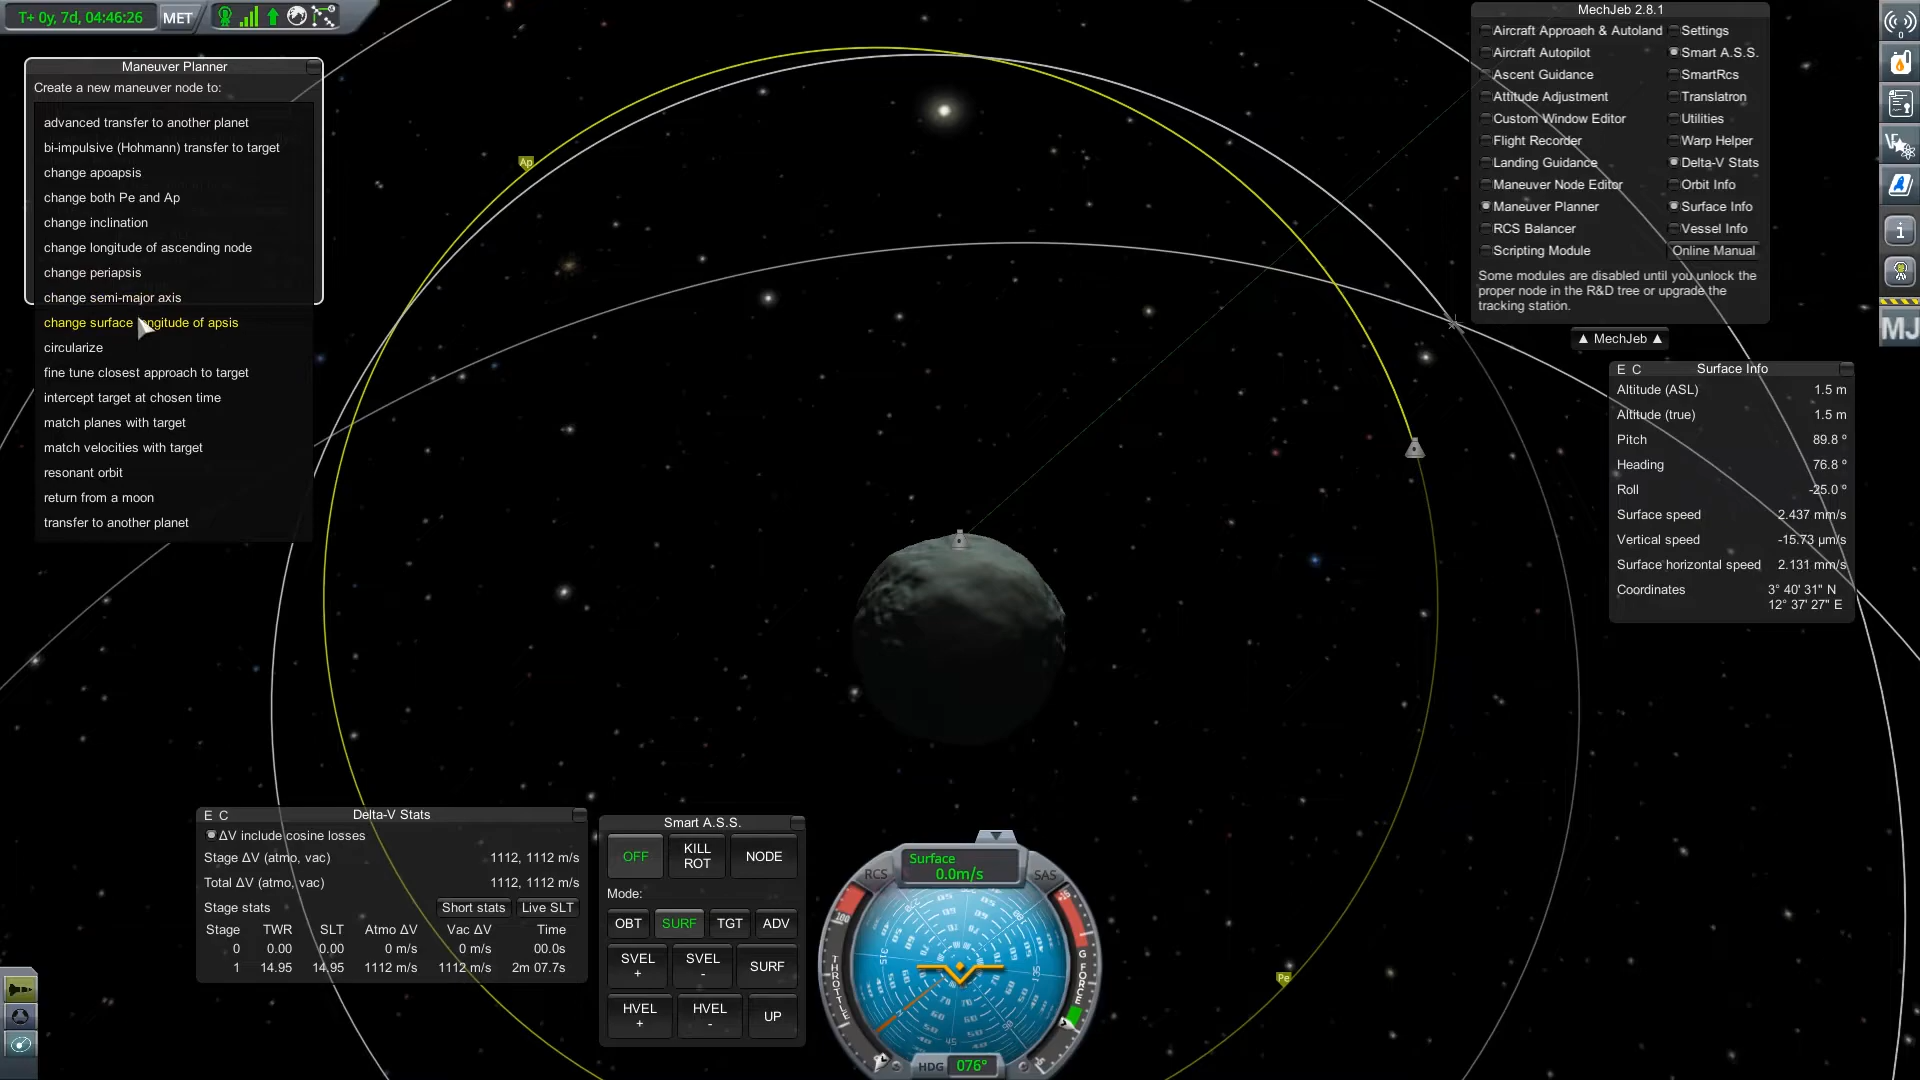 T+ 0y, 7d, 04:46:26
MET
Maneuver Planner
Create a new maneuver node to:
advanced transfer to another planet
bi-impulsive (Hohmann) transfer to target
change apoapsis
change both Pe and Ap
change inclination
change longitude of ascending node
change periapsis
change semi-major axis
change surface longitude of apsis
circularize
fine tune closest approach to target
intercept target at chosen time
match planes with target
match velocities with target
resonant orbit
return from a moon
transfer to another planet
Ap
Pe
MechJeb 2.8.1
Aircraft Approach & Autoland Settings
Aircraft Autopilot Smart A.S.S.
Ascent Guidance SmartRcs
Attitude Adjustment Translatron
Custom Window Editor Utilities
Flight Recorder Warp Helper
Landing Guidance Delta-V Stats
Maneuver Node Editor Orbit Info
Maneuver Planner Surface Info
RCS Balancer Vessel Info
Scripting Module Online Manual
Some modules are disabled until you unlock the
proper node in the R&D tree or upgrade the
tracking station.
▲ MechJeb ▲
MJ
E C Surface Info
Altitude (ASL) 1.5 m
Altitude (true) 1.5 m
Pitch 89.8 º
Heading 76.8 º
Roll -25.0 º
Surface speed 2.437 mm/s
Vertical speed -15.73 µm/s
Surface horizontal speed 2.131 mm/s
Coordinates 3° 40' 31" N
12° 37' 27" E
E C Delta-V Stats
ΔV include cosine losses
Stage ΔV (atmo, vac) 1112, 1112 m/s
Total ΔV (atmo, vac) 1112, 1112 m/s
Stage stats Short stats Live SLT
Stage TWR SLT Atmo ΔV Vac ΔV Time
0 0.00 0.00 0 m/s 0 m/s 00.0s
1 14.95 14.95 1112 m/s 1112 m/s 2m 07.7s
Smart A.S.S.
OFF
KILL
ROT
NODE
Mode:
OBT SURF TGT ADV
SVEL
+
SVEL
-
SURF
HVEL
+
HVEL
-
UP
RCS
Surface
0.0m/s
SAS
THROTTLE
G FORCE
HDG 076°